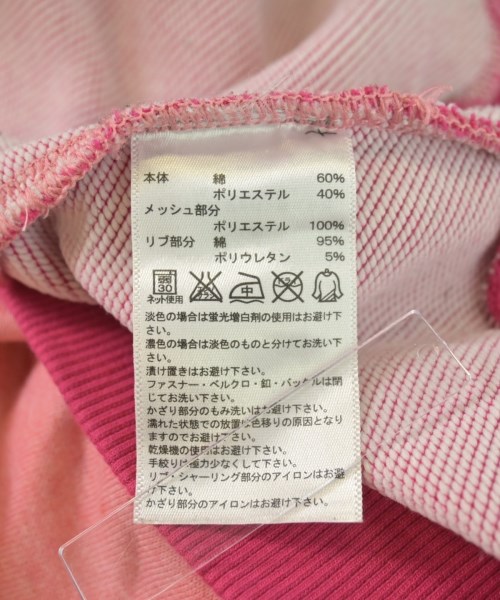 本体 綿 60%
ポリエステル 40%
メッシュ部分
ポリエステル 100%
リブ部分 綿 95%
ポリウレタン 5%
30 中
ネット使用
淡色の場合は蛍光増白剤の使用はお避け下
さい。
濃色の場合は淡色のものと分けてお洗い下
さい。
漬け置きはお避け下さい。
ファスナー・ベルクロ・釦・バックルは閉
じてお洗い下さい。
かざり部分のもみ洗いはお避け下さい。
濡れた状態での放置は色移りの原因となり
ますのでお避け下さい。
乾燥機の使用はお避け下さい。
手絞りは極力少なくして下さい。
リブ・シャーリング部分のアイロンはお避
け下さい。
かざり部分のアイロンはお避け下さい。